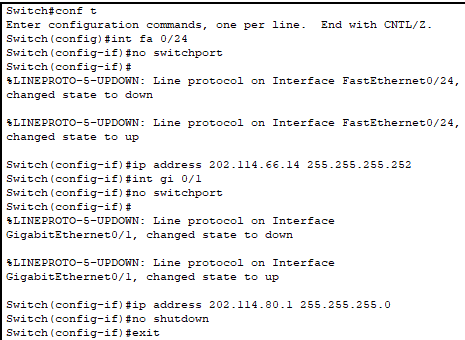 Switch#conf t
Enter configuration commands, one per line.  End with CNTL/Z.
Switch(config)#int fa 0/24
Switch(config-if)#no switchport
Switch(config-if)#
%LINEPROTO-5-UPDOWN: Line protocol on Interface FastEthernet0/24,
changed state to down
%LINEPROTO-5-UPDOWN: Line protocol on Interface FastEthernet0/24,
changed state to up
Switch(config-if)#ip address 202.114.66.14 255.255.255.252
Switch(config-if)#int gi 0/1
Switch(config-if)#no switchport
Switch(config-if)#
%LINEPROTO-5-UPDOWN: Line protocol on Interface
GigabitEthernet0/1, changed state to down
%LINEPROTO-5-UPDOWN: Line protocol on Interface
GigabitEthernet0/1, changed state to up
Switch(config-if)#ip address 202.114.80.1 255.255.255.0
Switch(config-if)#no shutdown
Switch(config-if)#exit